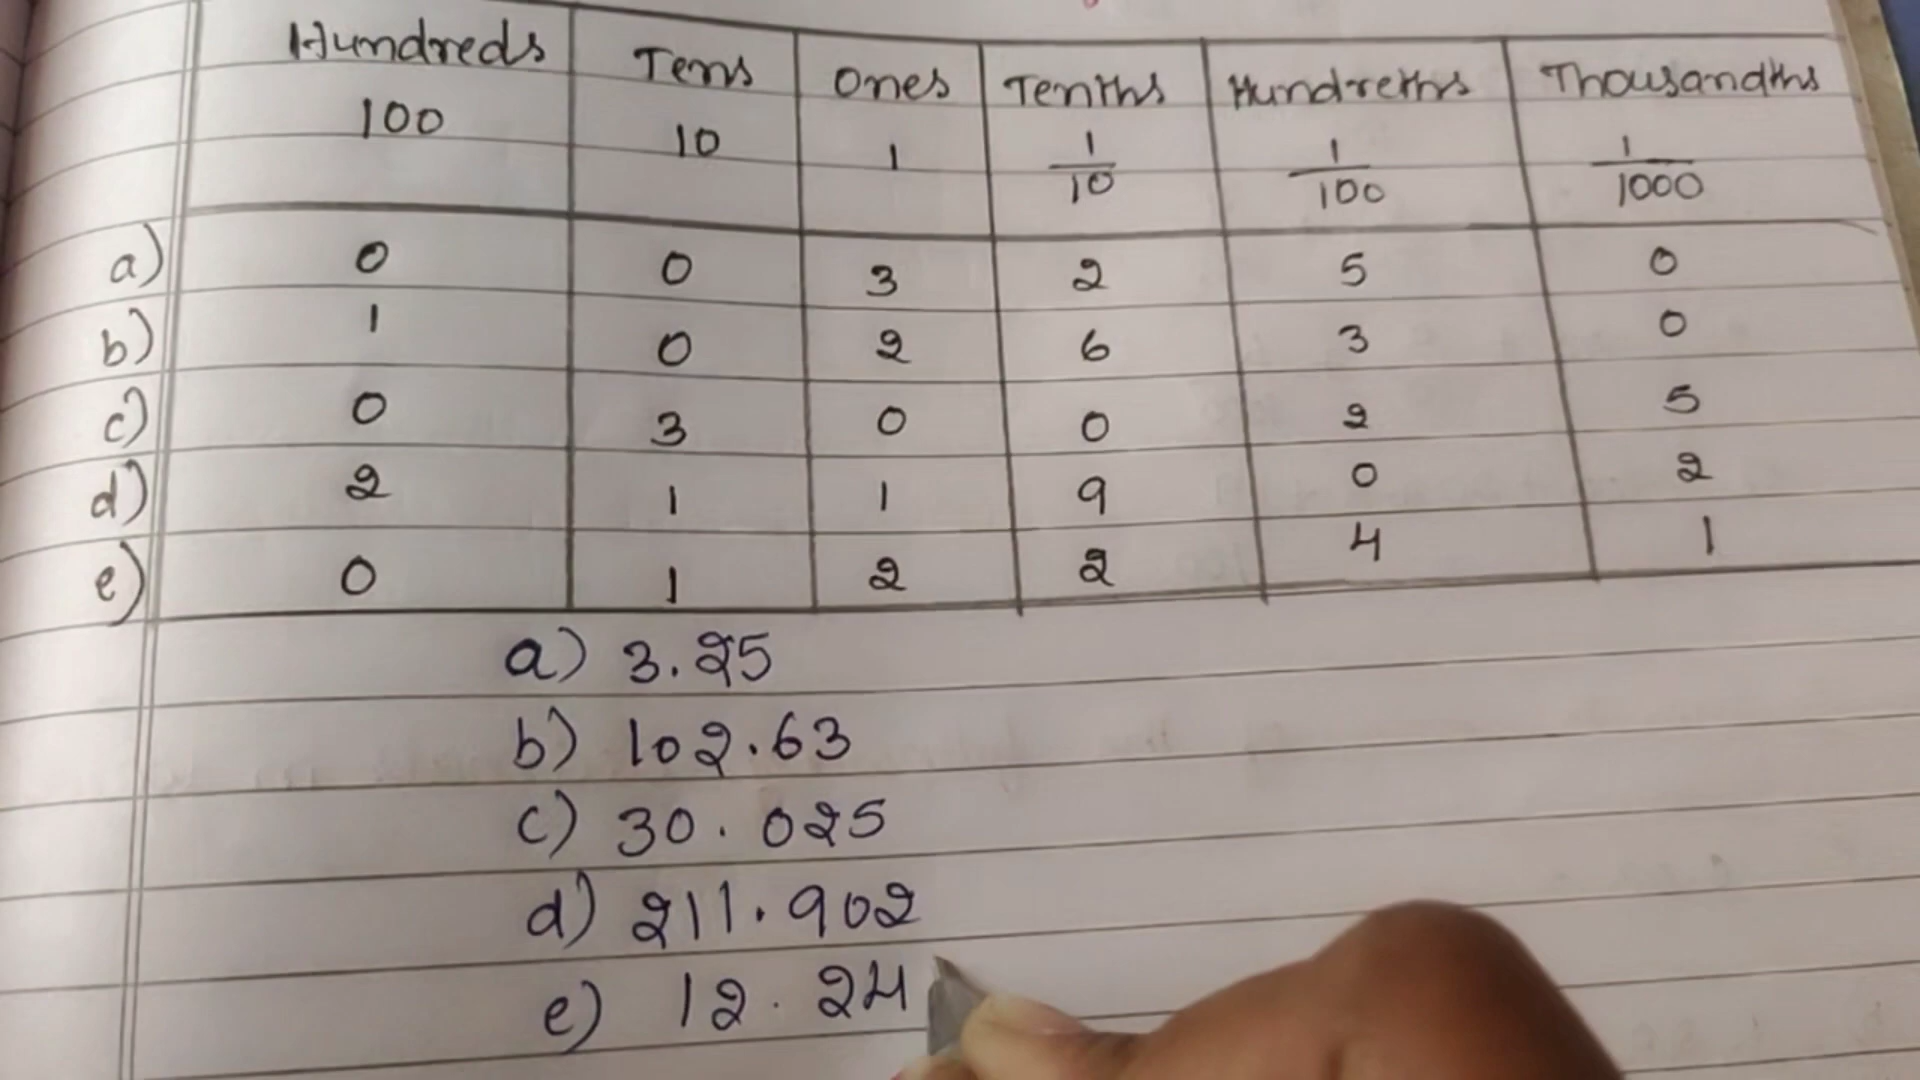 Hundreds Tens Ones Tenths Hundreths Thousandths
100 10 1 1/10 1/100 1/1000
a) 0 0 3 2 5 0
b) 1 0 2 6 3 0
c) 0 3 0 0 2 5
d) 2 1 1 9 0 2
e) 0 1 2 2 4 1
a) 3.25
b) 102.63
c) 30.025
d) 211.902
e) 12.24